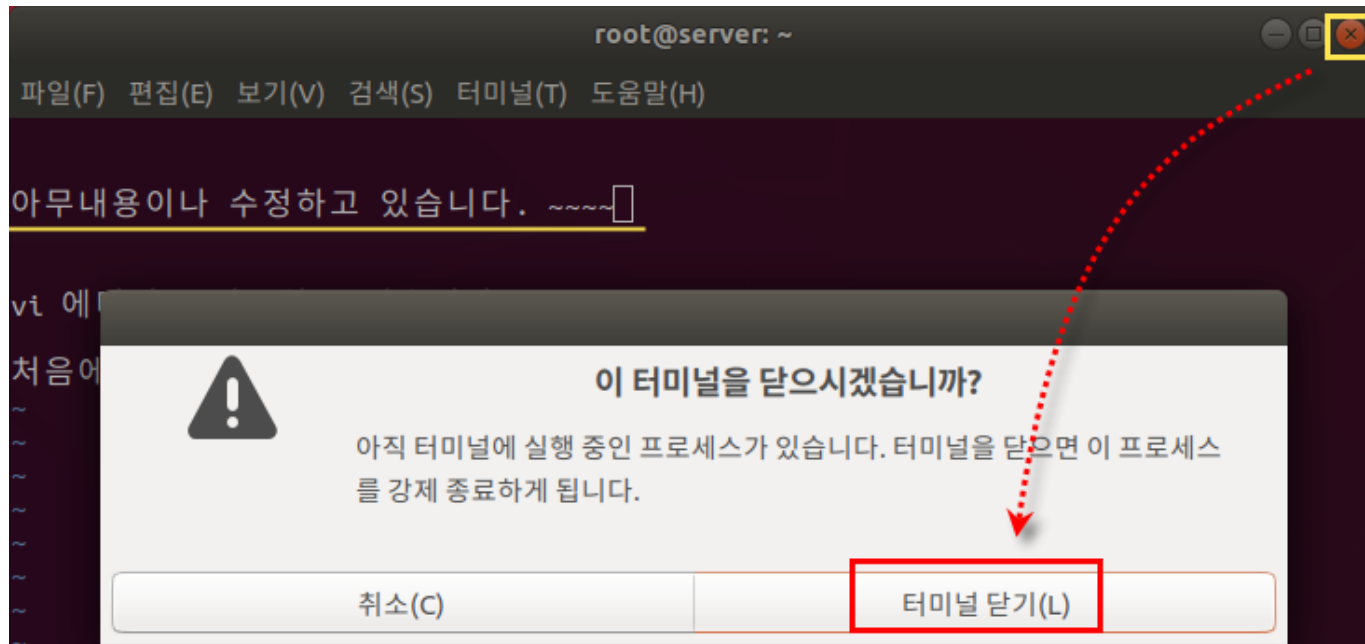 root@server: ~
파일(F) 편집(E) 보기(V) 검색(S) 터미널(T) 도움말(H)
아무내용이나 수정하고 있습니다. ~~~~
vi 에
처음에
이 터미널을 닫으시겠습니까?
아직 터미널에 실행 중인 프로세스가 있습니다. 터미널을 닫으면 이 프로세스
를 강제 종료하게 됩니다.
~
~
~
~
~
~
~
~
취소(C) 터미널 닫기(L)